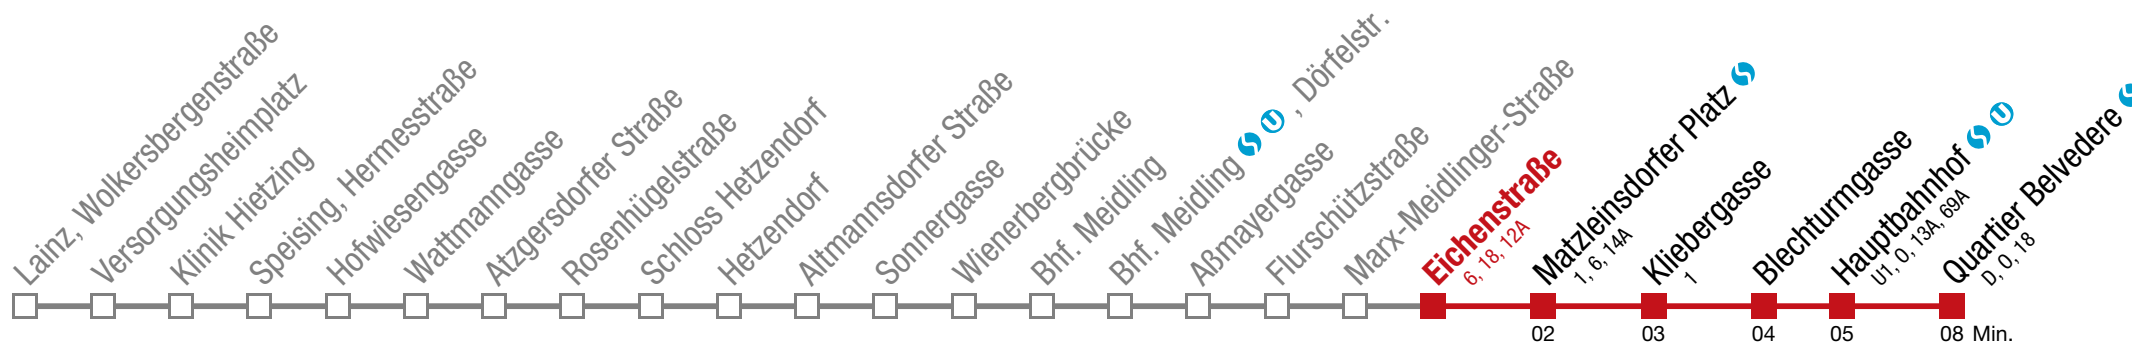 Lainz, Wolkersbergenstraße
Versorgungsheimplatz
Klinik Hietzing
Speising, Hermesstraße
Hofwiesengasse
Wattmanngasse
Atzgersdorfer Straße
Rosenhügelstraße
Schloss Hetzendorf
Hetzendorf
Altmannsdorfer Straße
Sonnergasse
Wienerbergbrücke
Bhf. Meidling
Bhf. Meidling S U , Dörfelstr.
Aßmayergasse
Flurschützstraße
Marx-Meidlinger-Straße
Eichenstraße
6, 18, 12A
Matzleinsdorfer Platz S
1, 6, 14A
Kliebergasse
1
Blechturmgasse
Hauptbahnhof S U
U1, O, 13A, 69A
Quartier Belvedere S
D, O, 18
02 03 04 05 08 Min.